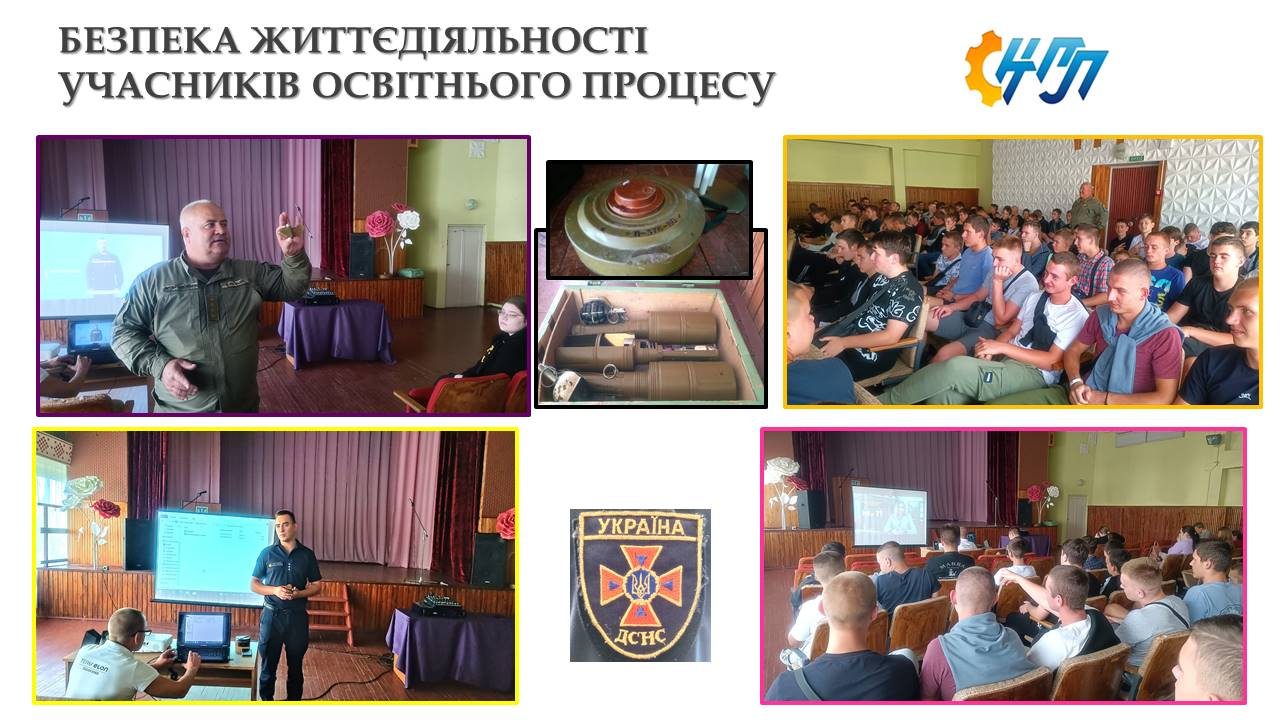 БЕЗПЕКА ЖИТТЄДІЯЛЬНОСТІ
УЧАСНИКІВ ОСВІТНЬОГО ПРОЦЕСУ
УКРАЇНА
ДСНС